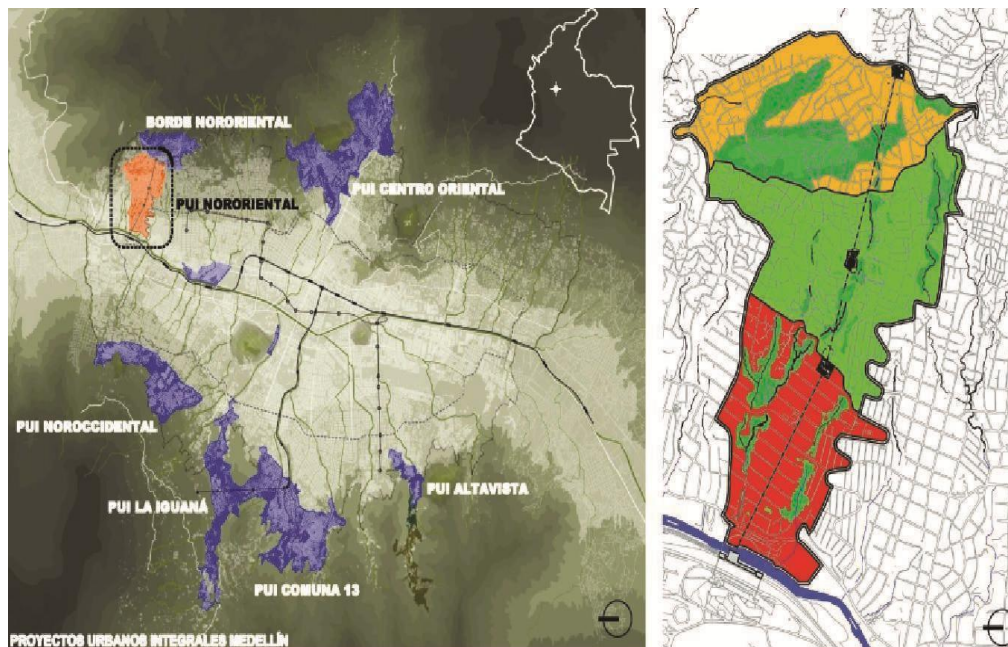 BORDE NORORIENTAL
PUI CENTRO ORIENTAL
PUI NORORIENTAL
PUI NOROCCIDENTAL
PUI ALTAVISTA
PUI LA IGUANÁ
PUI COMUNA 13
PROYECTOS URBANOS INTEGRALES MEDELLÍN